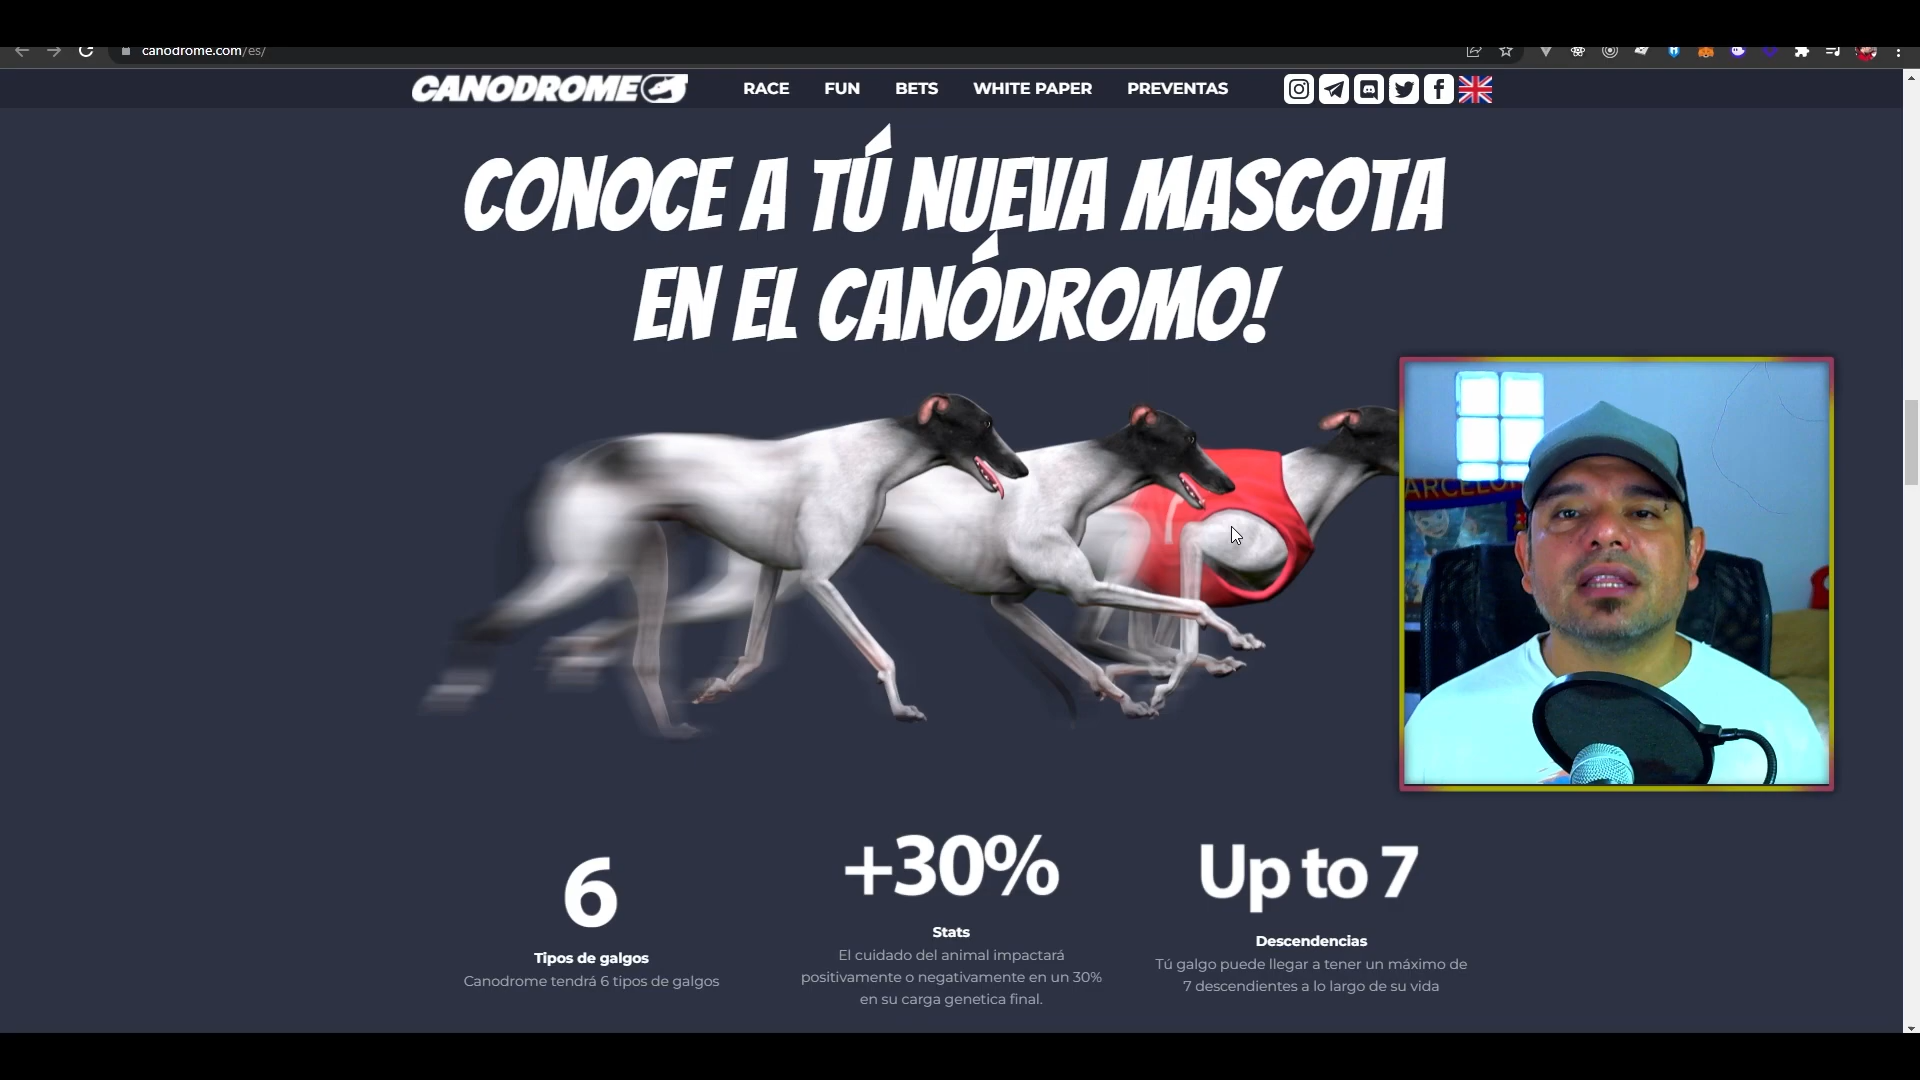 canodrome.com/es/
CANODROME
RACE
FUN
BETS
WHITE PAPER
PREVENTAS
CONOCE A TÚ NUEVA MASCOTA
EN EL CANÓDROMO!
ARCELO
6
Tipos de galgos
Canodrome tendrá 6 tipos de galgos
+30%
Stats
El cuidado del animal impactará
positivamente o negativamente en un 30%
en su carga genetica final.
Up to 7
Descendencias
Tú galgo puede llegar a tener un máximo de
7 descendientes a lo largo de su vida